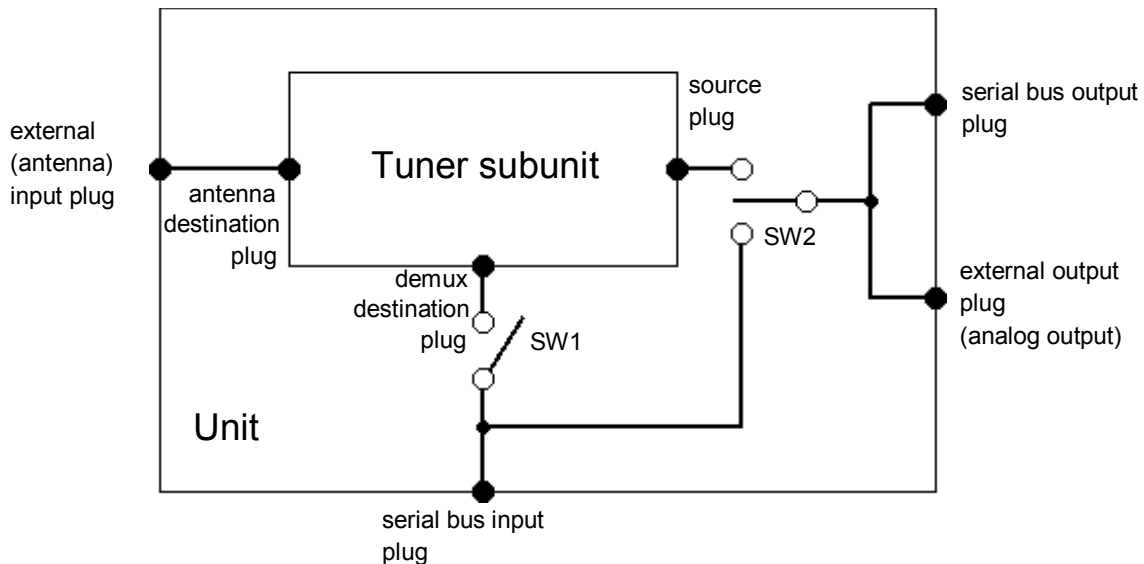 external
(antenna)
input plug
antenna
destination
plug
Tuner subunit
source
plug
serial bus output
plug
SW2
external output
plug
(analog output)
demux
destination
plug
SW1
Unit
serial bus input
plug